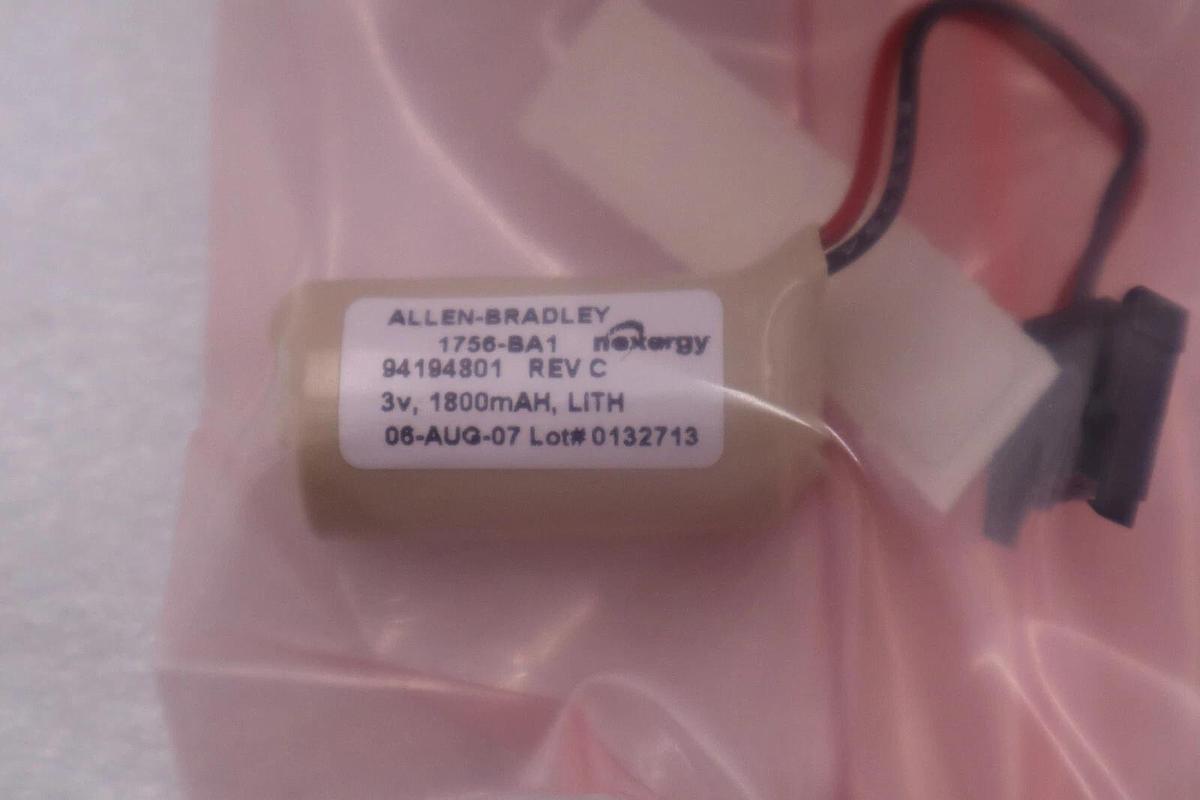 ALLEN-BRADLEY
1756-BA1 nexergy
94194801 REV C
3v, 1800mAH, LITH
06-AUG-07 Lot# 0132713